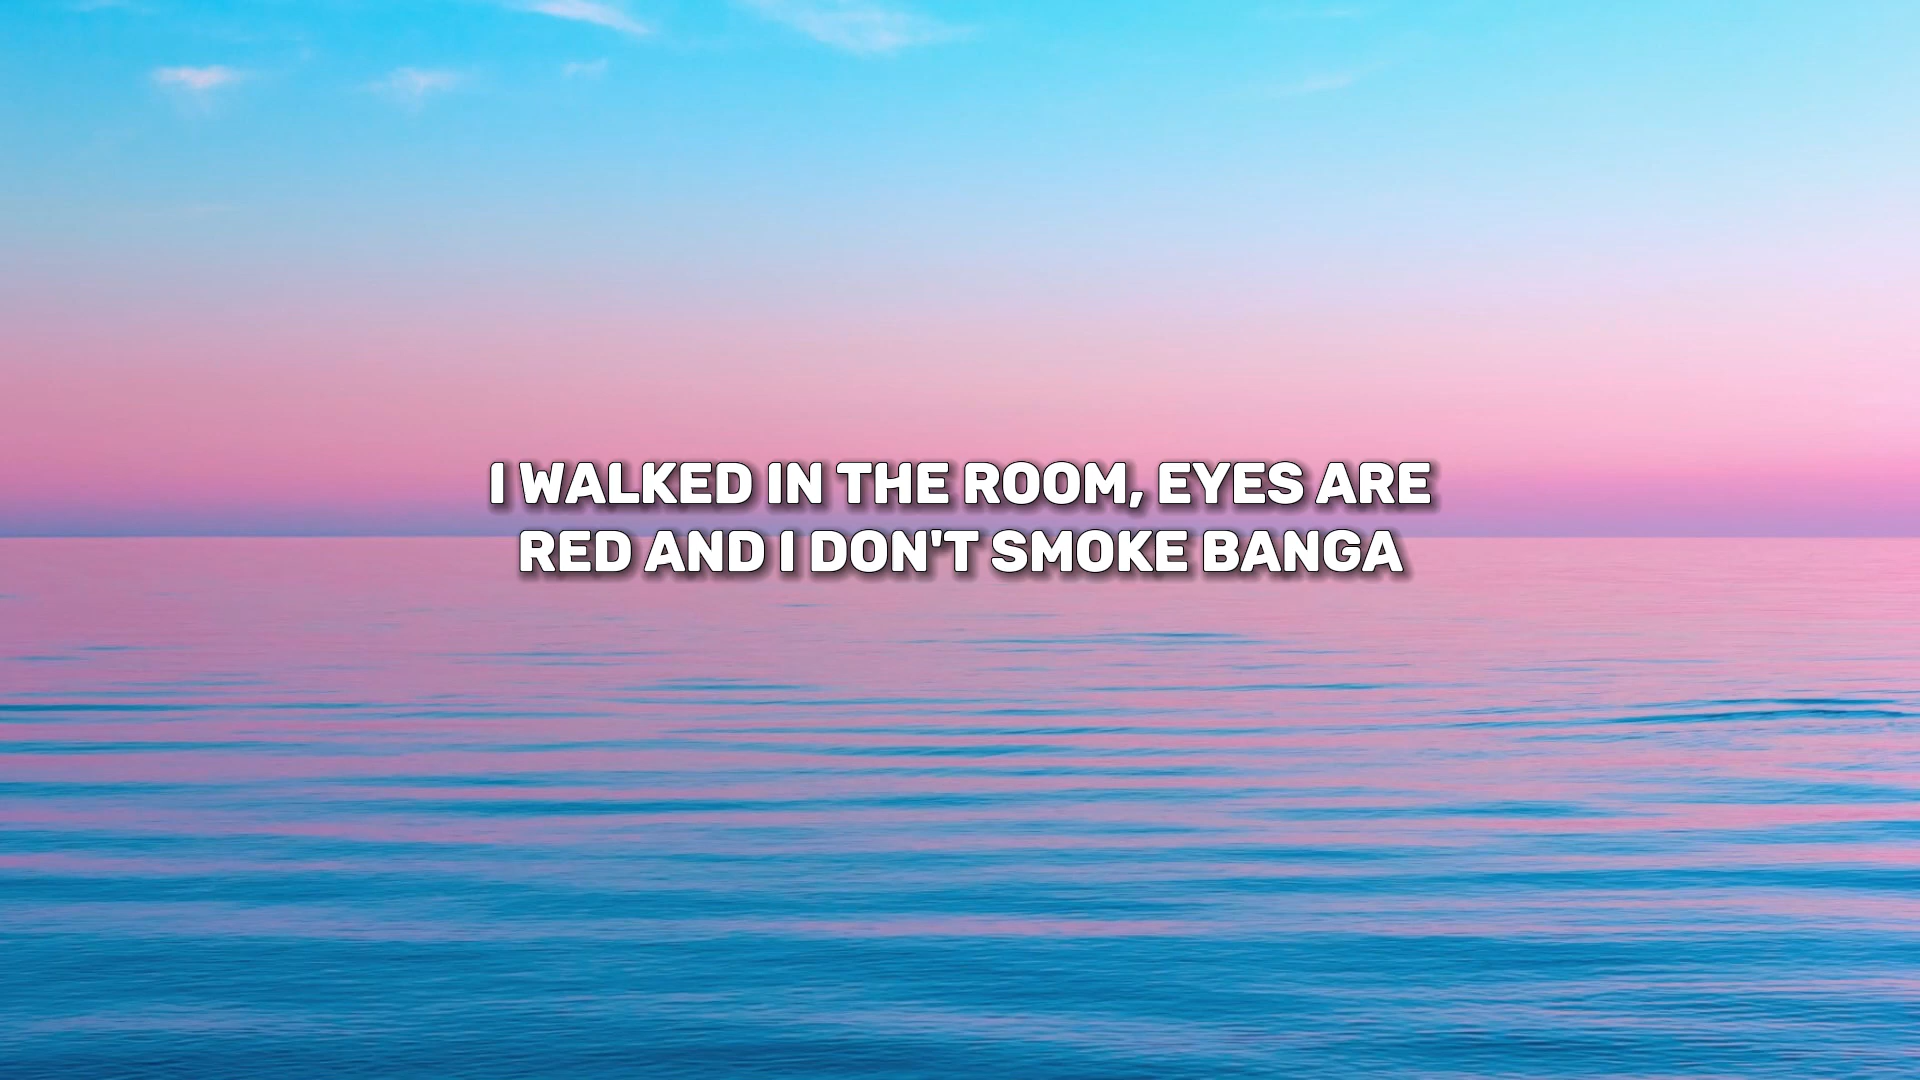 I WALKED IN THE ROOM, EYES ARE
RED AND I DON'T SMOKE BANGA